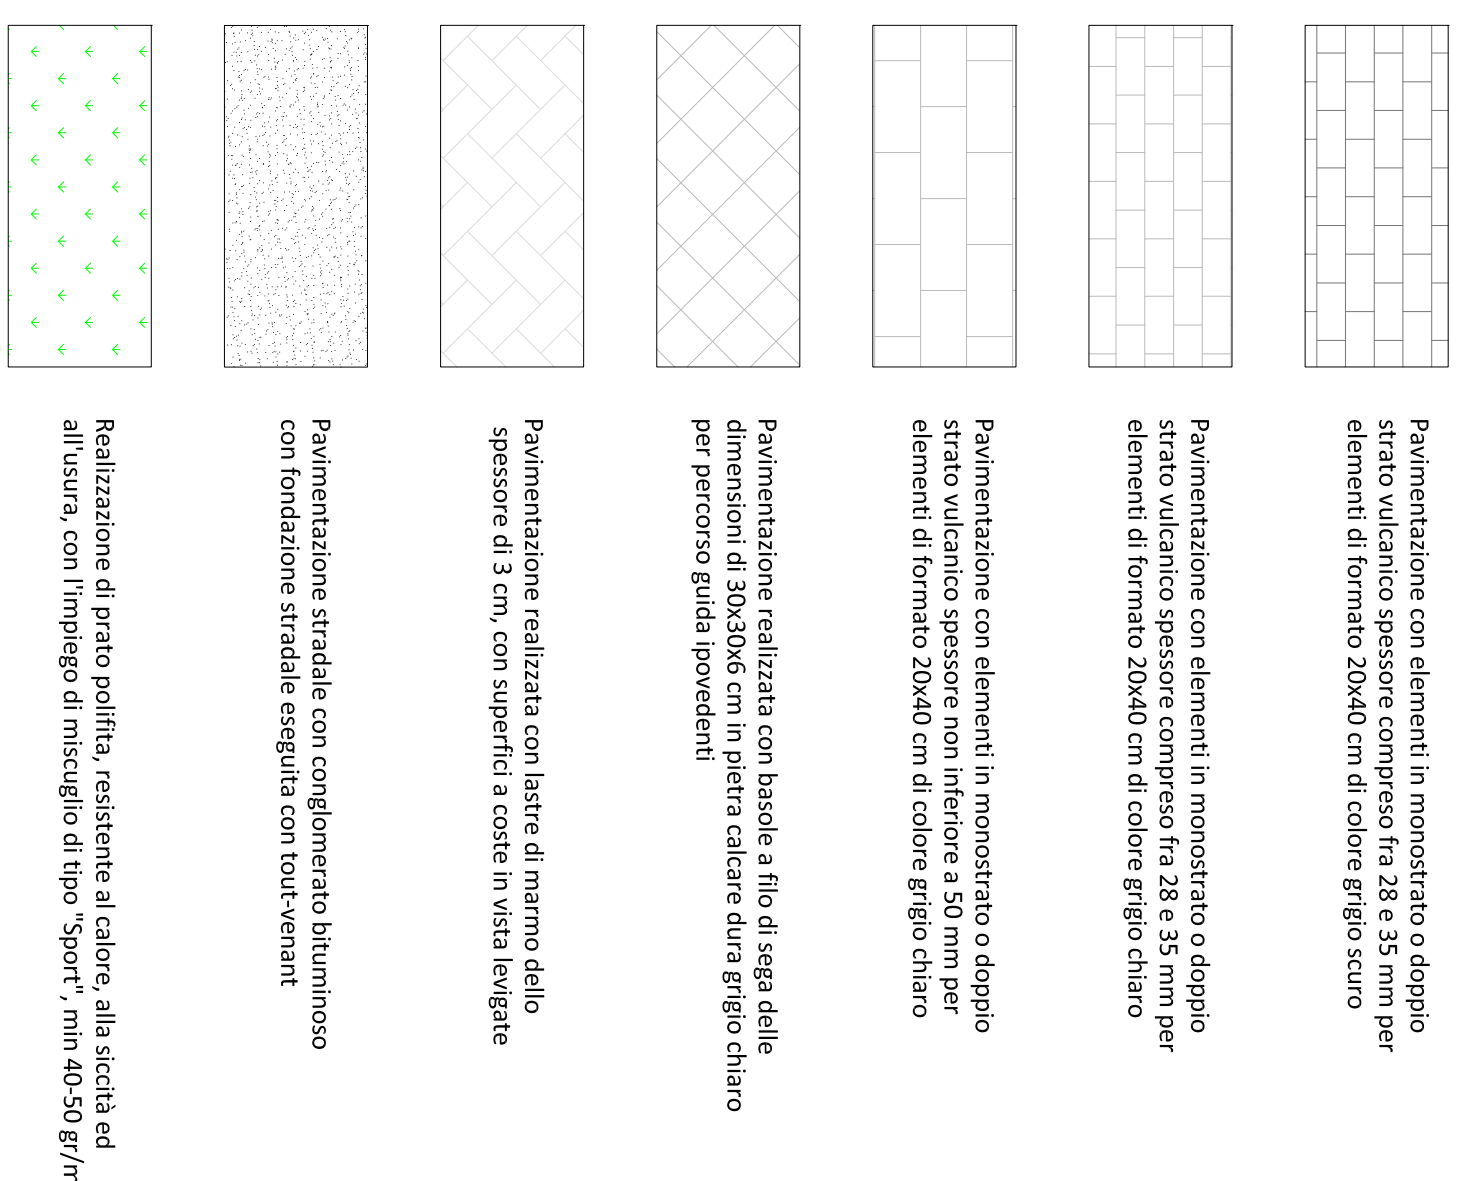 Pavimentazione con elementi in monostrato o doppio
strato vulcanico spessore compreso fra 28 e 35 mm per
elementi di formato 20x40 cm di colore grigio scuro
Pavimentazione con elementi in monostrato o doppio
strato vulcanico spessore compreso fra 28 e 35 mm per
elementi di formato 20x40 cm di colore grigio chiaro
Pavimentazione con elementi in monostrato o doppio
strato vulcanico spessore non inferiore a 50 mm per
elementi di formato 20x40 cm di colore grigio chiaro
Pavimentazione realizzata con basole a filo di sega delle
dimensioni di 30x30x6 cm in pietra calcare dura grigio chiaro
per percorso guida ipovedenti
Pavimentazione realizzata con lastre di marmo dello
spessore di 3 cm, con superfici a coste in vista levigate
Pavimentazione stradale con conglomerato bituminoso
con fondazione stradale eseguita con tout-venant
Realizzazione di prato polifita, resistente al calore, alla siccità ed
all'usura, con l'impiego di miscuglio di tipo "Sport", min 40-50